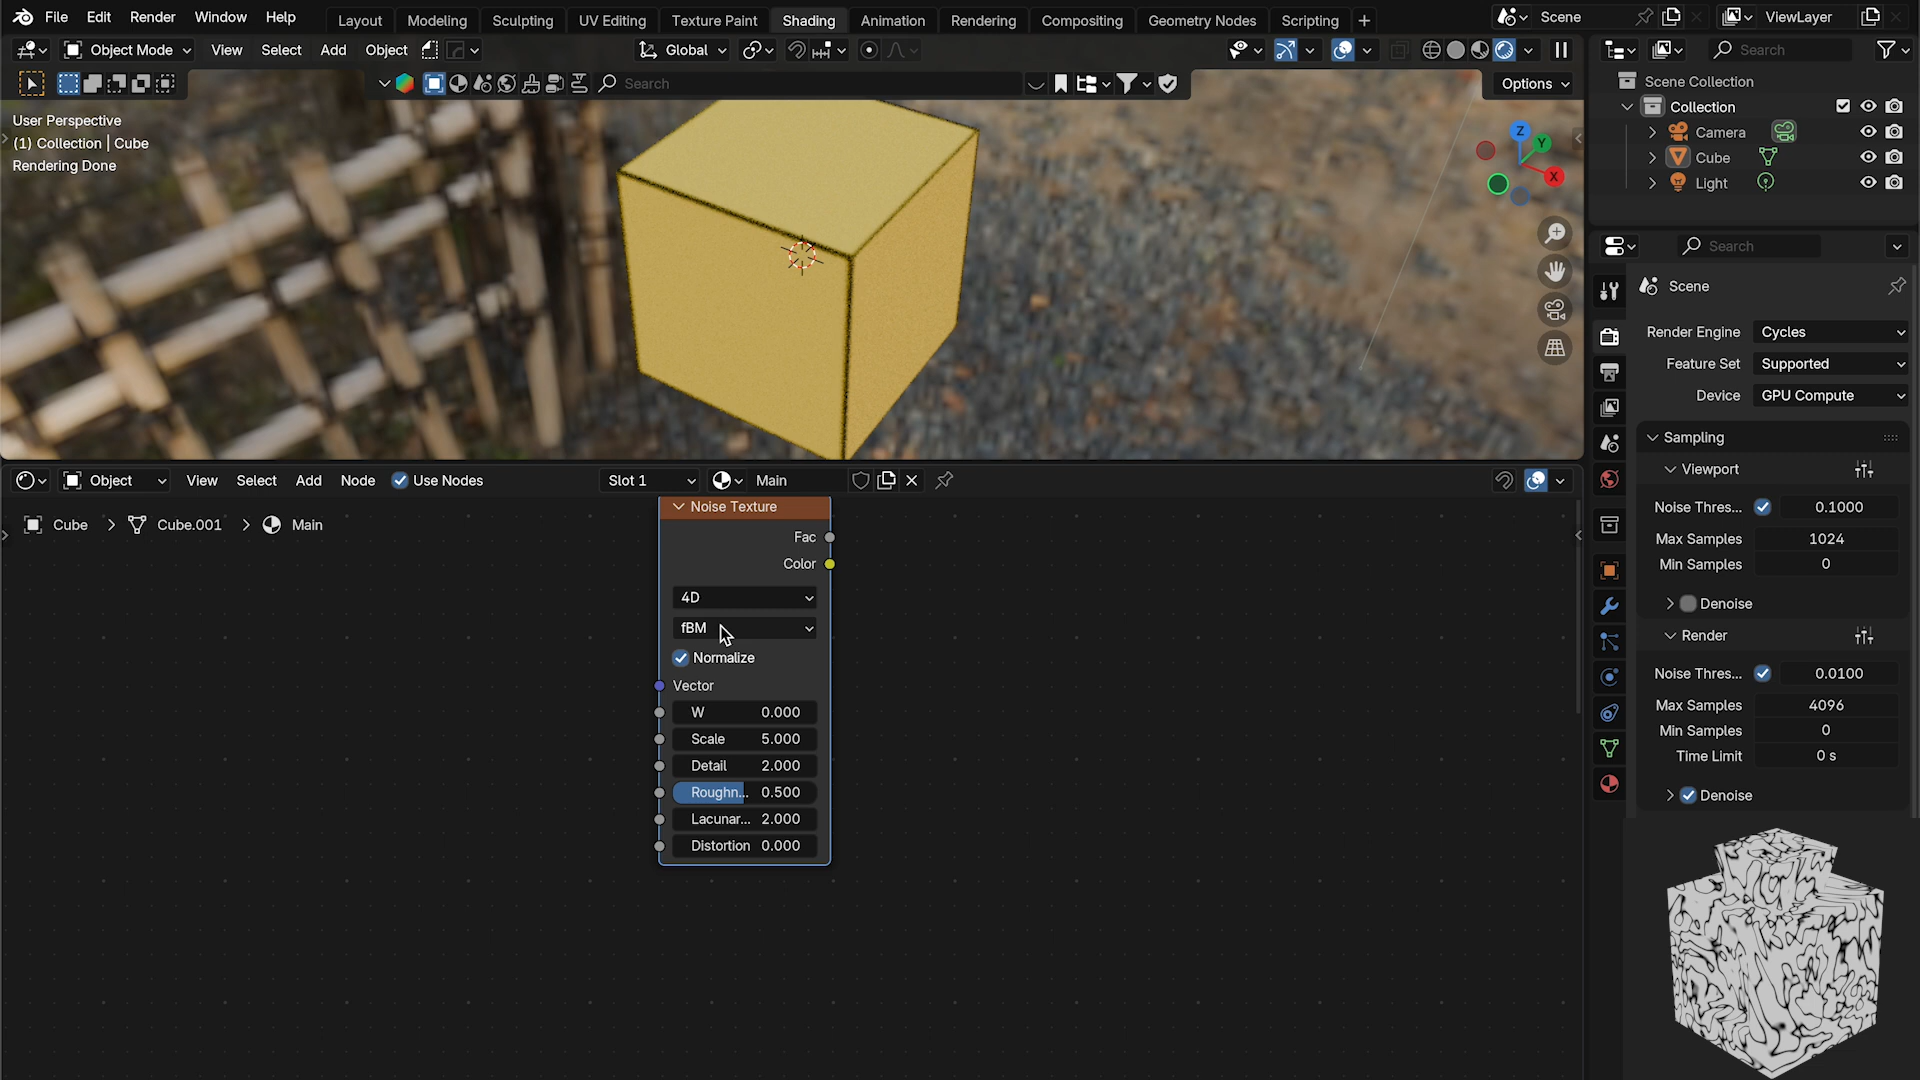 File Edit Render Window Help Layout Modeling Sculpting UV Editing Texture Paint Shading Animation Rendering Compositing Geometry Nodes Scripting + Scene ViewLayer
Object Mode View Select Add Object Global Search
Search Options
User Perspective
(1) Collection | Cube
Rendering Done
Z
Y
X
Scene Collection
Collection
Camera
Cube
Light
Search
Scene
Render Engine Cycles
Feature Set Supported
Device GPU Compute
Sampling
Viewport
Noise Thres... 0.1000
Max Samples 1024
Min Samples 0
Denoise
Render
Noise Thres... 0.0100
Max Samples 4096
Min Samples 0
Time Limit 0 s
Denoise
Object View Select Add Node Use Nodes Slot 1 Main
Cube > Cube.001 > Main
Noise Texture
Fac
Color
4D
fBM
Normalize
Vector
W 0.000
Scale 5.000
Detail 2.000
Roughn... 0.500
Lacunar... 2.000
Distortion 0.000